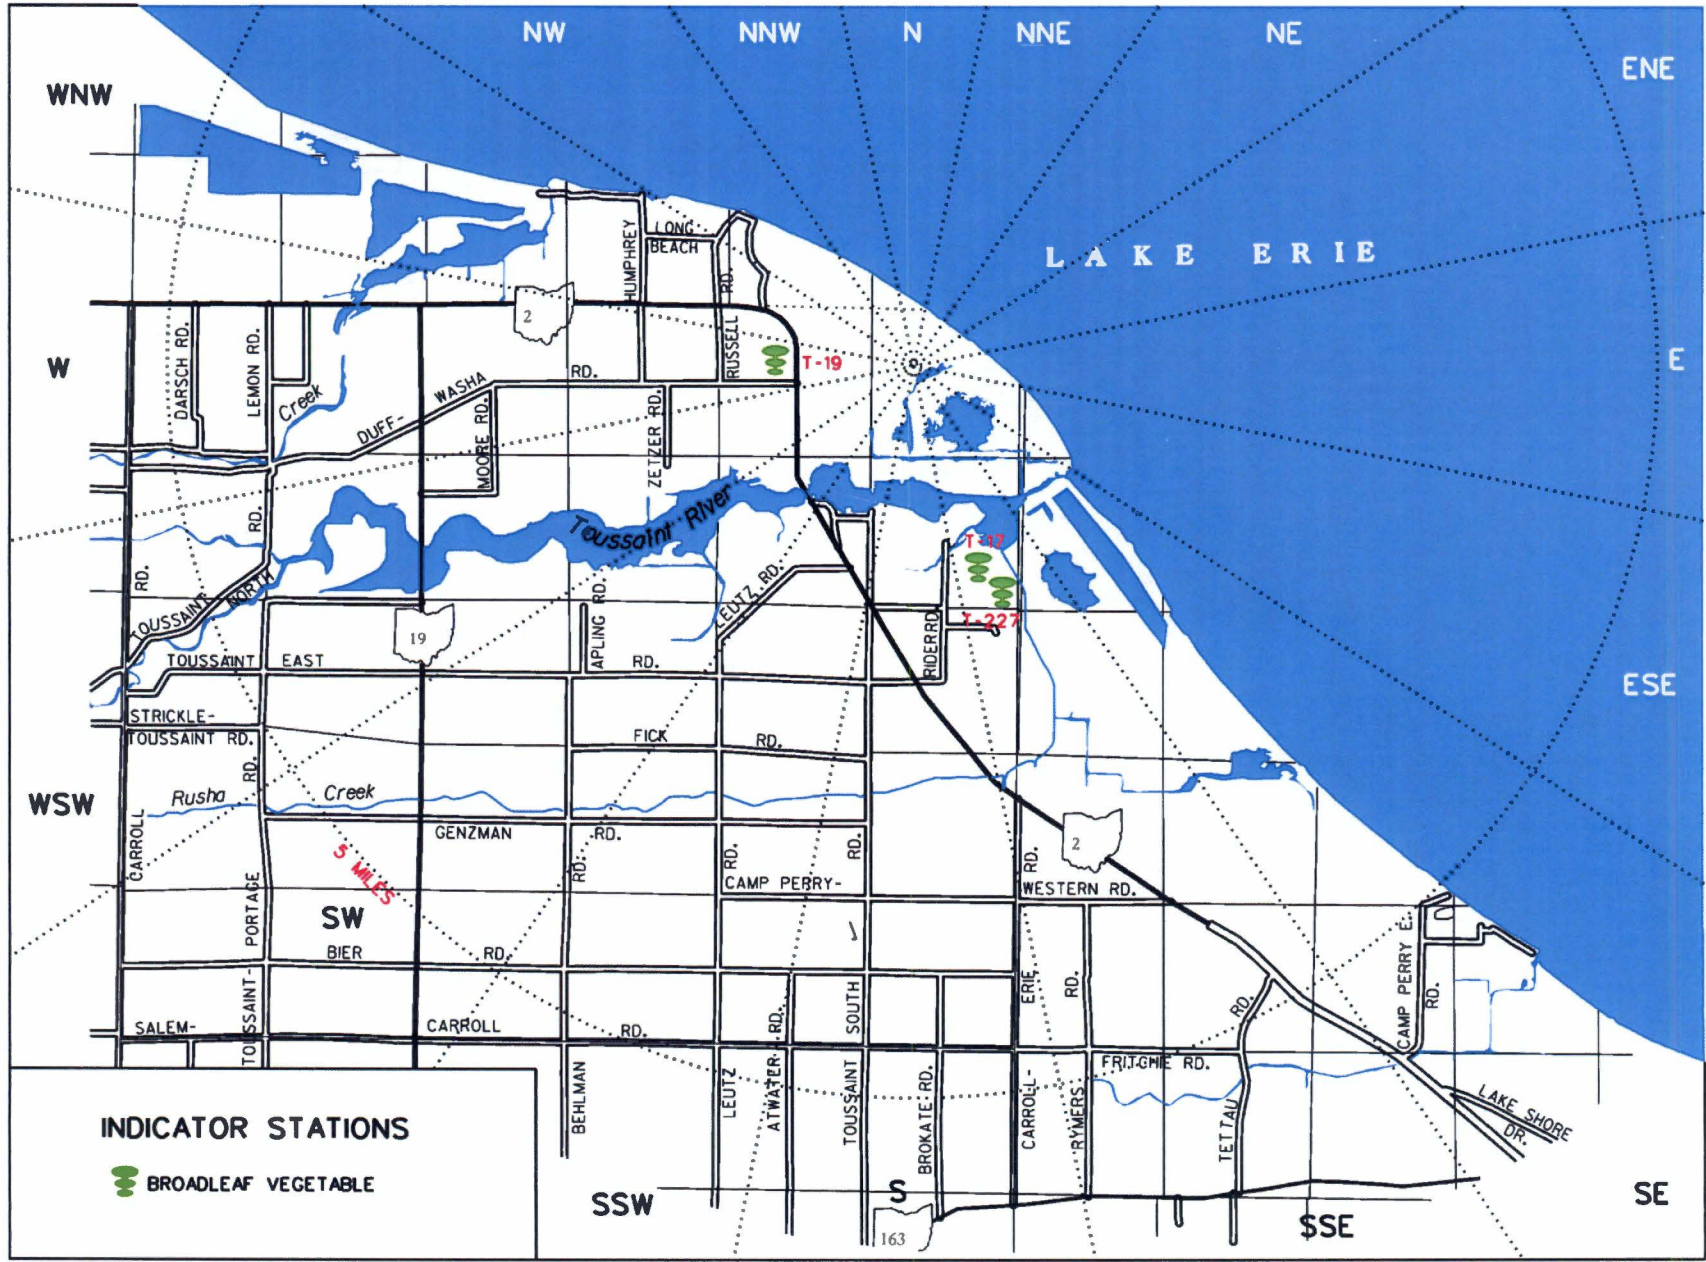 NW
NNW
N
NNE
NE
ENE
WNW
LONG
BEACH
HUMPHREY
RD.
LAKE ERIE
2
DARSCH RD.
LEMON RD.
RUSSELL
W
T-19
E
Creek
DUFF-
WASHA
RD.
MOORE RD.
ZETZER RD.
Toussaint River
RD.
RD.
TOUSSAINT
NORTH
T-17
T-227
LEUTZ RD.
APLING RD.
RIDER RD.
19
TOUSSAINT EAST RD.
ESE
STRICKLE-
TOUSSAINT RD.
FICK RD.
RD.
WSW
Rusha Creek
GENZMAN RD.
CARROLL
5 MILES
RD.
RD.
RD.
RD.
2
CAMP PERRY-
WESTERN RD.
SW
PORTAGE
BIER RD.
CAMP PERRY E.
RD.
TOUSSAINT-
SOUTH
ERIE
RD.
RD.
SALEM-
CARROLL
RD.
RD.
FRITCHIE RD.
BEHLMAN
LEUTZ
ATWATER
TOUSSAINT
BROKATE RD.
CARROLL-
RYMERS
TETTAU
LAKE SHORE
DR.
INDICATOR STATIONS
BROADLEAF VEGETABLE
SSW
S
163
SSE
SE